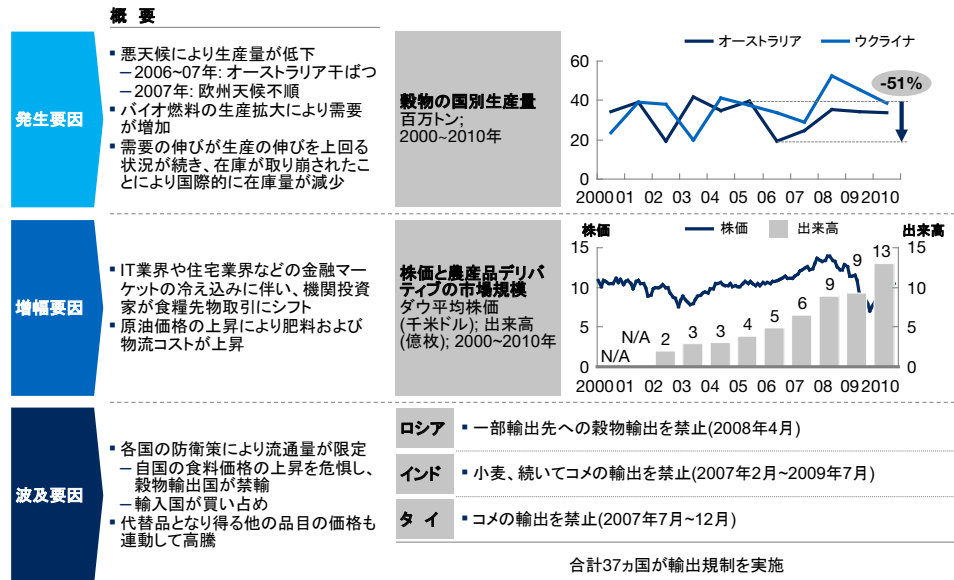 概 要
発生要因
▪ 悪天候により生産量が低下
– 2006~07年: オーストラリア干ばつ
– 2007年: 欧州天候不順
▪ バイオ燃料の生産拡大により需要
が増加
▪ 需要の伸びが生産の伸びを上回る
状況が続き、在庫が取り崩されたこ
とにより国際的に在庫量が減少
穀物の国別生産量
百万トン;
2000~2010年
オーストラリア ウクライナ
60
40
20
0
-51%
2000 01 02 03 04 05 06 07 08 09 2010
増幅要因
▪ IT業界や住宅業界などの金融マー
ケットの冷え込みに伴い、機関投資
家が食糧先物取引にシフト
▪ 原油価格の上昇により肥料および
物流コストが上昇
株価と農産品デリバ
ティブの市場規模
ダウ平均株価
(千米ドル); 出来高
(億枚); 2000~2010年
株価 株価 出来高 出来高
15 15
10 10
5 5
0 0
N/A N/A 2 3 3 4 5 6 9 9 13
2000 01 02 03 04 05 06 07 08 09 2010
波及要因
▪ 各国の防衛策により流通量が限定
– 自国の食料価格の上昇を危惧し、
穀物輸出国が禁輸
– 輸入国が買い占め
▪ 代替品となり得る他の品目の価格も
連動して高騰
ロシア ▪ 一部輸出先への穀物輸出を禁止(2008年4月)
インド ▪ 小麦、続いてコメの輸出を禁止(2007年2月~2009年7月)
タ イ ▪ コメの輸出を禁止(2007年7月~12月)
合計37ヵ国が輸出規制を実施